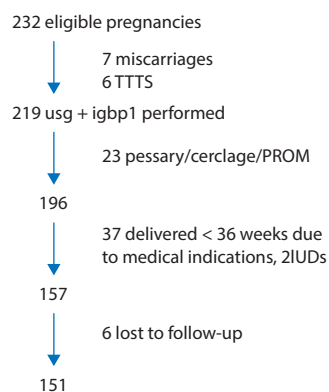 232 eligible pregnancies
7 miscarriages
6 TTTS
219 usg + igbp1 performed
23 pessary/cerclage/PROM
196
37 delivered < 36 weeks due
to medical indications, 2lUDs
157
6 lost to follow-up
151